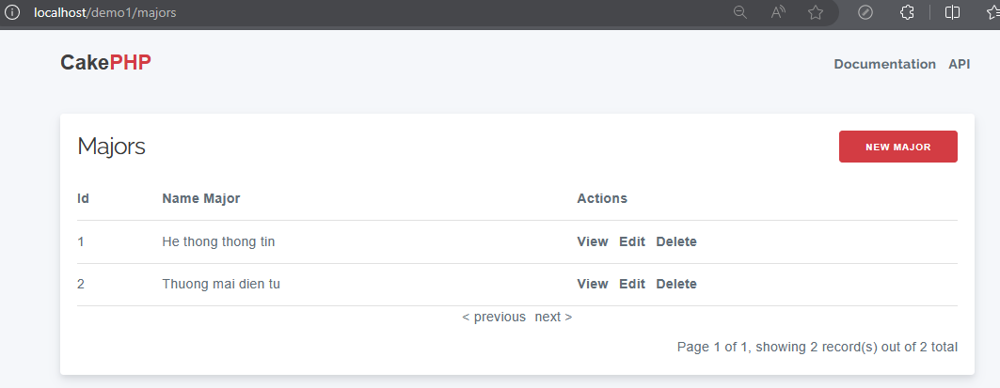 localhost/demo1/majors
CakePHP
Documentation API
Majors
NEW MAJOR
Id Name Major Actions
1 He thong thong tin View Edit Delete
2 Thuong mai dien tu View Edit Delete
< previous next >
Page 1 of 1, showing 2 record(s) out of 2 total